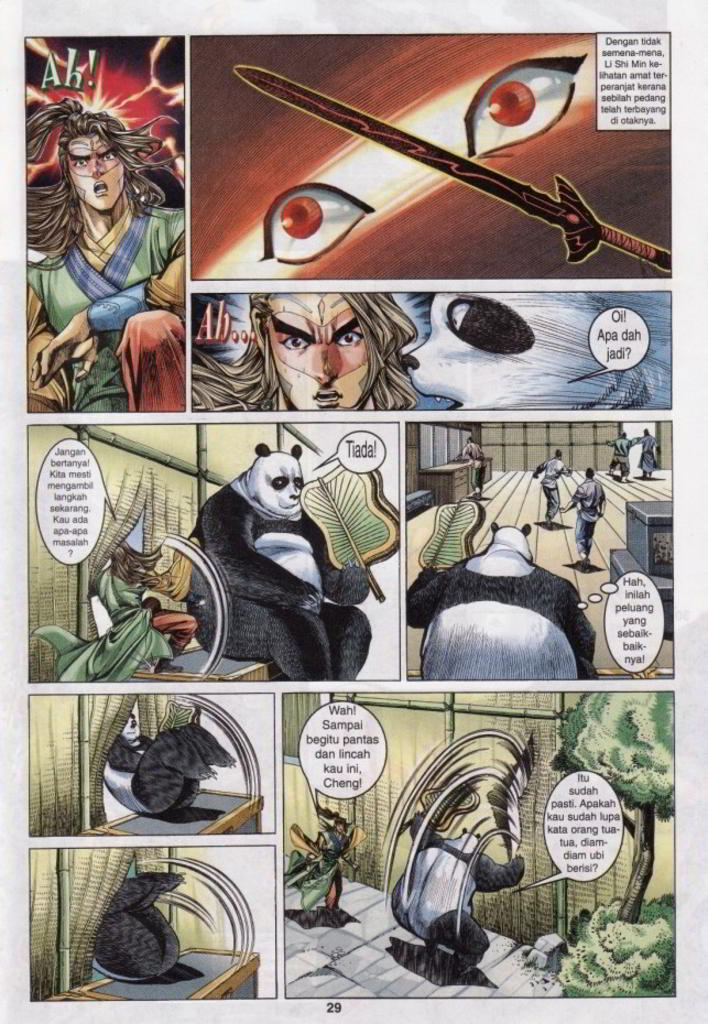 Ah!
Dengan tidak
semena-mena,
Li Shi Min ke-
lihatan amat ter-
peranjat kerana
sebilah pedang
telah terbayang
di otaknya.
Ah...
Oi!
Apa dah
jadi?
Jangan
bertanya!
Kita mesti
mengambil
langkah
sekarang.
Kau ada
apa-apa
masalah
?
Tiada!
Hah,
inilah
peluang
yang
sebaik-
baik-
nya!
Wah!
Sampai
begitu pantas
dan lincah
kau ini,
Cheng!
Itu
sudah
pasti. Apakah
kau sudah lupa
kata orang tua-
tua, diam-
diam ubi
berisi?
29